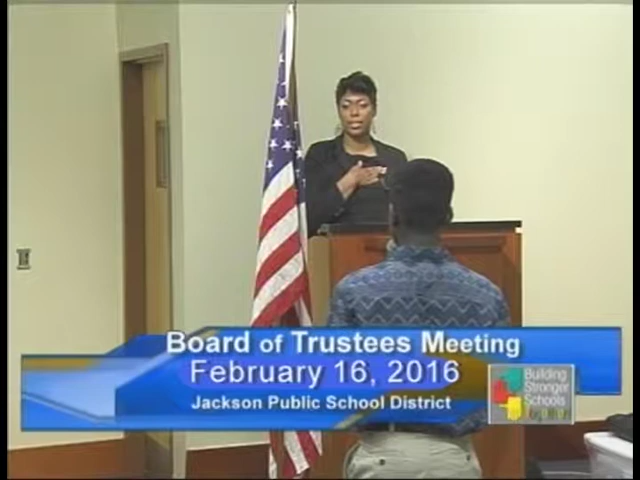 Board of Trustees Meeting
February 16, 2016
Jackson Public School District
Building
Stronger
Schools